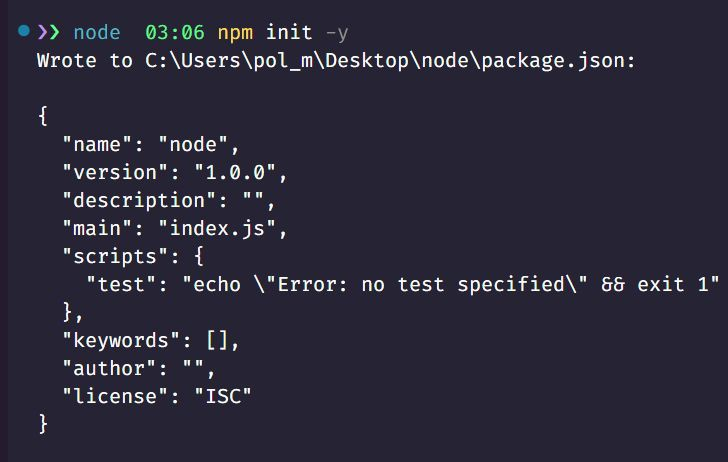 ❯❯ node 03:06 npm init -y
Wrote to C:\Users\pol_m\Desktop\node\package.json:
{
"name": "node",
"version": "1.0.0",
"description": "",
"main": "index.js",
"scripts": {
"test": "echo \"Error: no test specified\" && exit 1"
},
"keywords": [],
"author": "",
"license": "ISC"
}